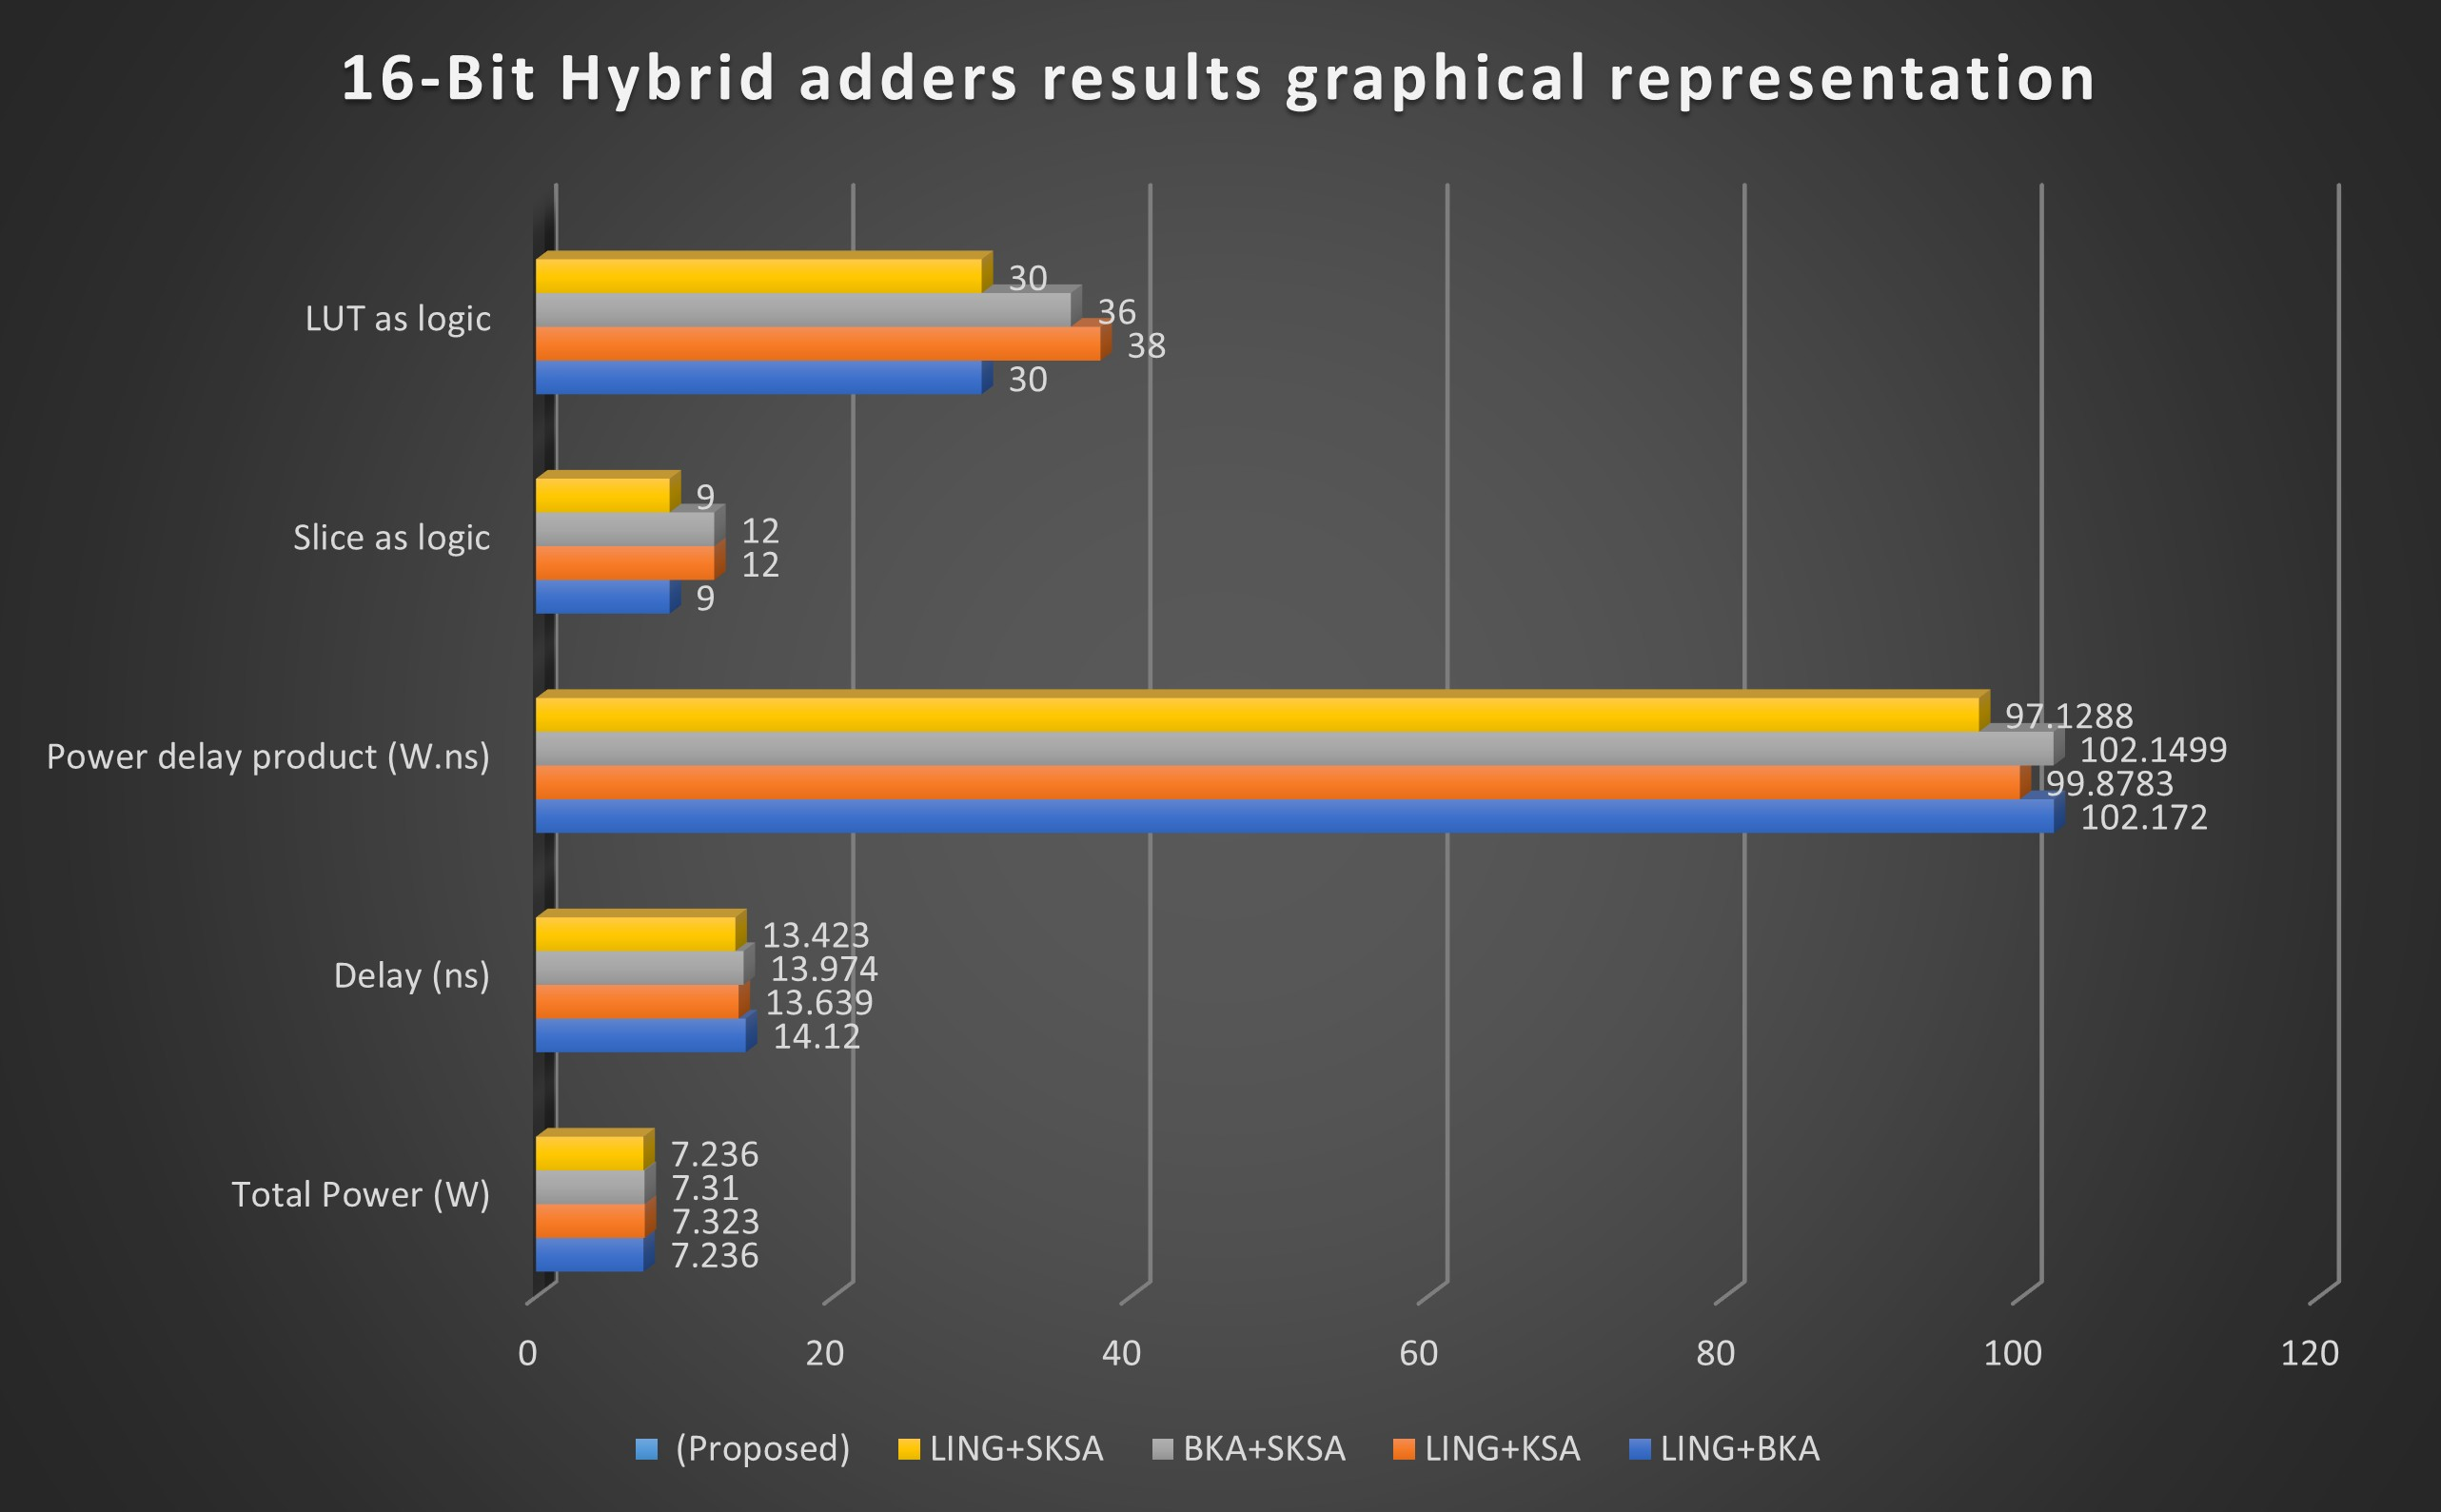 16-Bit Hybrid adders results graphical representation
LUT as logic
30
36
38
30
Slice as logic
9
12
12
9
Power delay product (W.ns)
97.1288
102.1499
99.8783
102.172
Delay (ns)
13.423
13.974
13.639
14.12
Total Power (W)
7.236
7.31
7.323
7.236
0 20 40 60 80 100 120
(Proposed) LING+SKSA BKA+SKSA LING+KSA LING+BKA